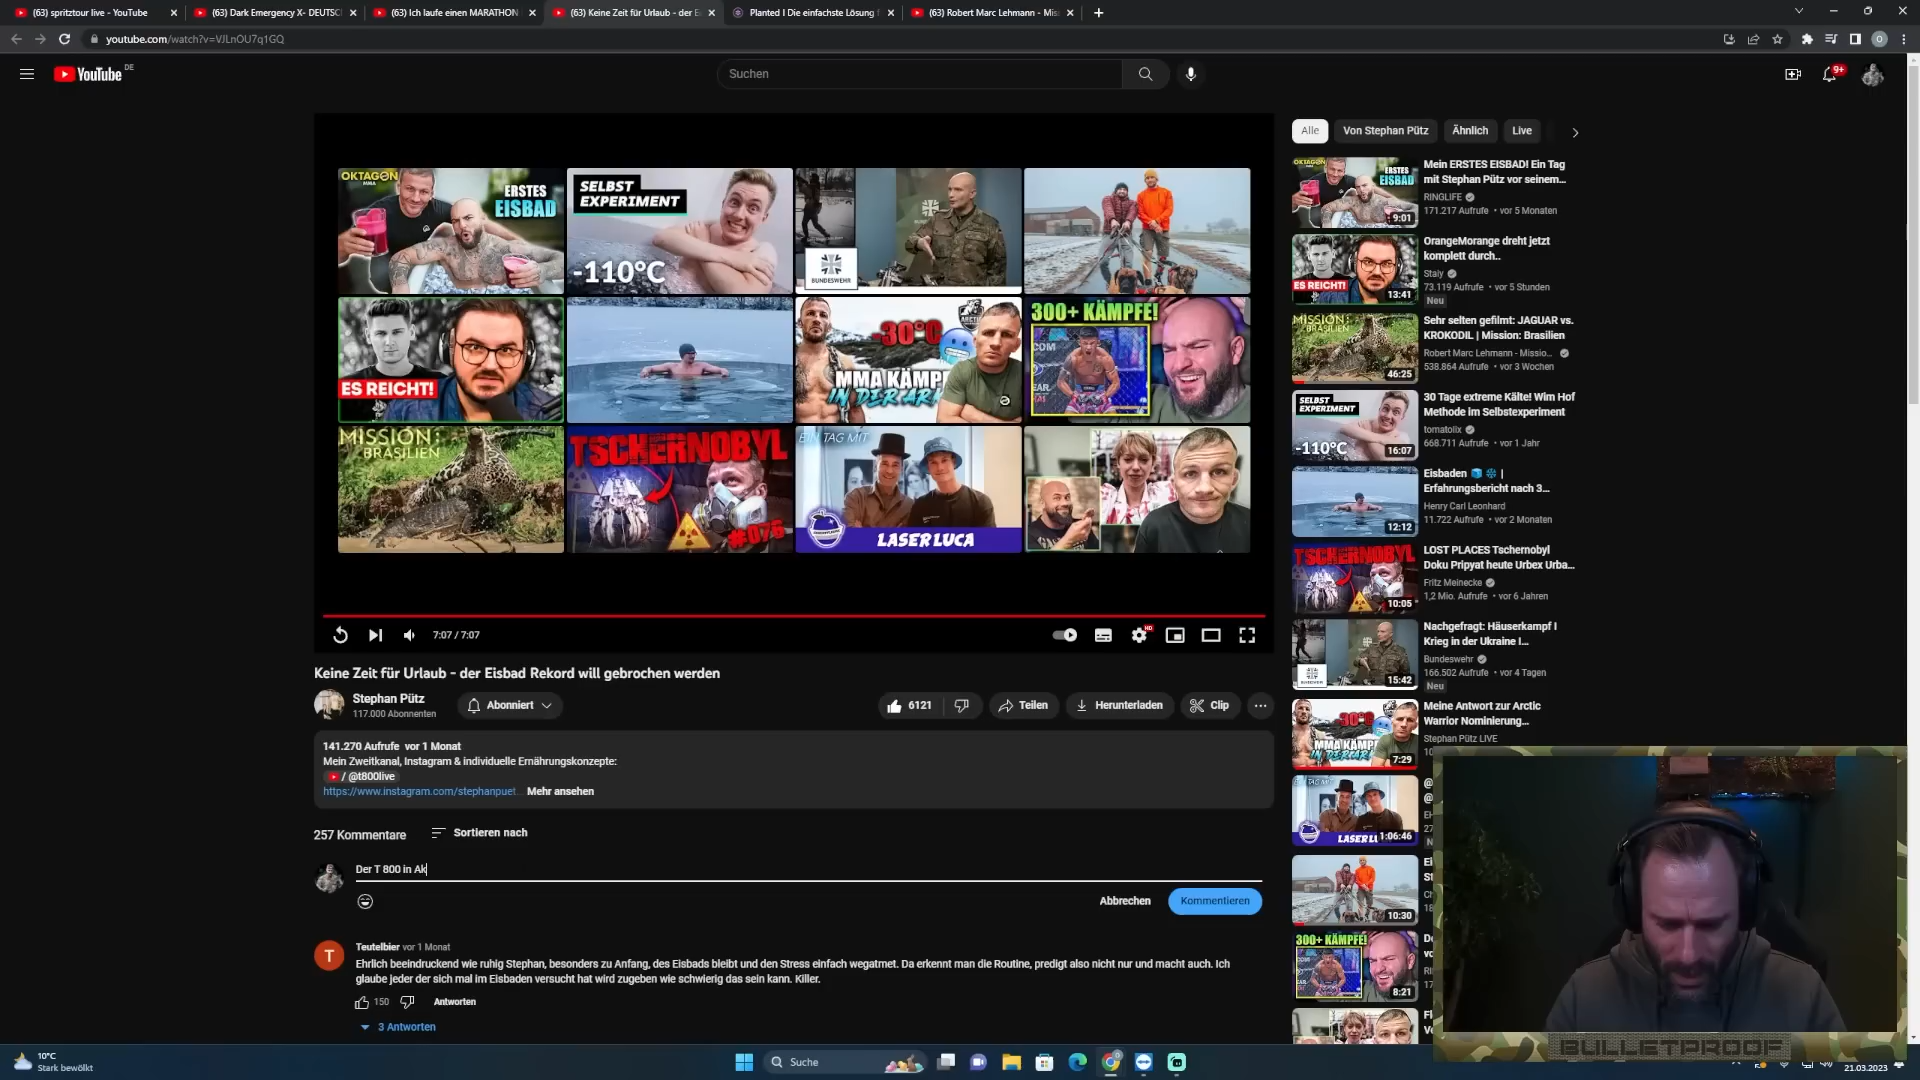 (63) spritztour live - YouTube
(63) Dark Emergency X- DEUTSC
(63) Ich laufe einen MARATHON
(63) Keine Zeit für Urlaub - der E
Planted I Die einfachste Lösung f
(63) Robert Marc Lehmann - Mis
youtube.com/watch?v=VJLnOU7q1GQ
YouTube DE
Suchen
9+
Alle
Von Stephan Pütz
Ähnlich
Live
OKTAGON
MMA
ERSTES
EISBAD
SELBST
EXPERIMENT
-110°C
BUNDESWEHR
ES REICHT!
-30°C
MMA KÄMPF
IN DER ARK
300+ KÄMPFE!
MISSION:
BRASILIEN
TSCHERNOBYL
#076
EIN TAG MIT
LASERLUCA
7:07 / 7:07
HD
Keine Zeit für Urlaub - der Eisbad Rekord will gebrochen werden
Stephan Pütz
117.000 Abonnenten
Abonniert
6121
Teilen
Herunterladen
Clip
141.270 Aufrufe vor 1 Monat
Mein Zweitkanal, Instagram & individuelle Ernährungskonzepte:
/ @t800live
https://www.instagram.com/stephanpuet... Mehr ansehen
257 Kommentare
Sortieren nach
Der T 800 in Ak
Abbrechen
Kommentieren
T
Teutelbier vor 1 Monat
Ehrlich beeindruckend wie ruhig Stephan, besonders zu Anfang, des Eisbads bleibt und den Stress einfach wegatmet. Da erkennt man die Routine, predigt also nicht nur und macht auch. Ich
glaube jeder der sich mal im Eisbaden versucht hat wird zugeben wie schwierig das sein kann. Killer.
150
Antworten
3 Antworten
Mein ERSTES EISBAD! Ein Tag
mit Stephan Pütz vor seinem...
RINGLIFE
171.217 Aufrufe • vor 5 Monaten
9:01
OrangeMorange dreht jetzt
komplett durch..
Staiy
73.119 Aufrufe • vor 5 Stunden
Neu
13:41
Sehr selten gefilmt: JAGUAR vs.
KROKODIL | Mission: Brasilien
Robert Marc Lehmann - Missio...
538.864 Aufrufe • vor 3 Wochen
46:25
30 Tage extreme Kälte! Wim Hof
Methode im Selbstexperiment
tomatolix
668.711 Aufrufe • vor 1 Jahr
16:07
Eisbaden |
Erfahrungsbericht nach 3...
Henry Carl Leonhard
11.722 Aufrufe • vor 2 Monaten
12:12
LOST PLACES Tschernobyl
Doku Pripyat heute Urbex Urba...
Fritz Meinecke
1,2 Mio. Aufrufe • vor 6 Jahren
10:05
Nachgefragt: Häuserkampf I
Krieg in der Ukraine I...
Bundeswehr
166.502 Aufrufe • vor 4 Tagen
Neu
15:42
Meine Antwort zur Arctic
Warrior Nominierung...
Stephan Pütz LIVE
7:29
1:06:46
10:30
300+ KÄMPFE!
8:21
BULLETPROOF
10°C
Stark bewölkt
Suche
21.03.2023